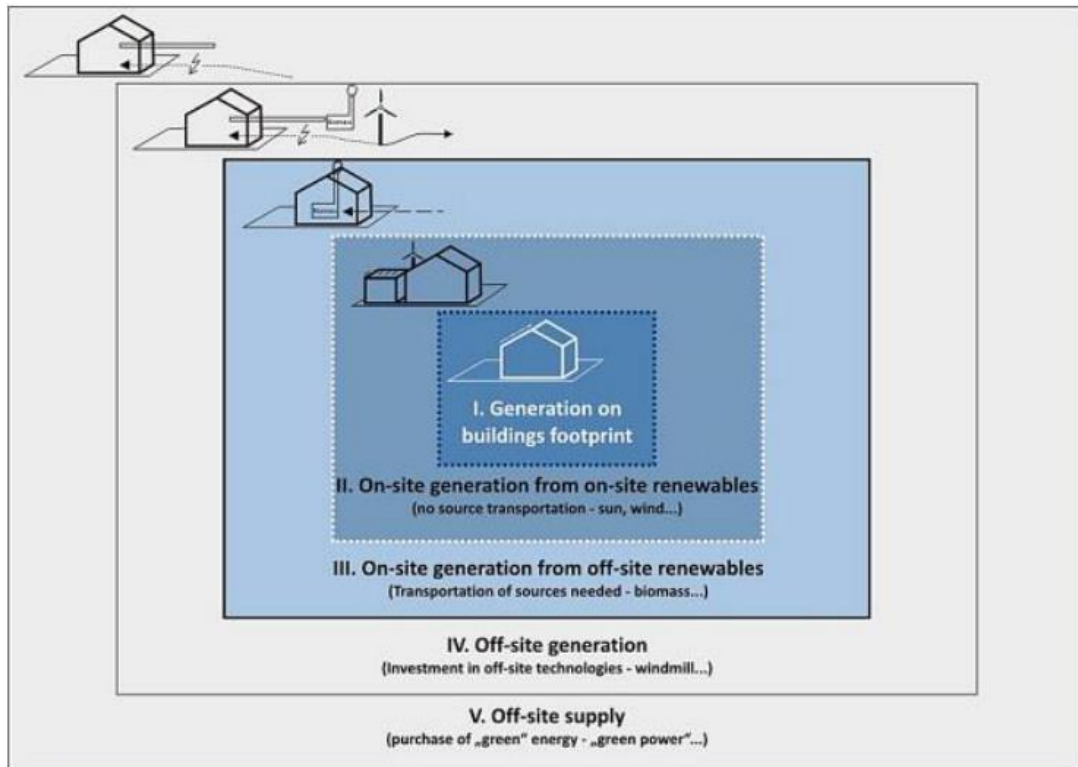 I. Generation on
buildings footprint
II. On-site generation from on-site renewables
(no source transportation - sun, wind...)
III. On-site generation from off-site renewables
(Transportation of sources needed - biomass...)
IV. Off-site generation
(Investment in off-site technologies - windmill...)
V. Off-site supply
(purchase of „green“ energy - „green power“...)